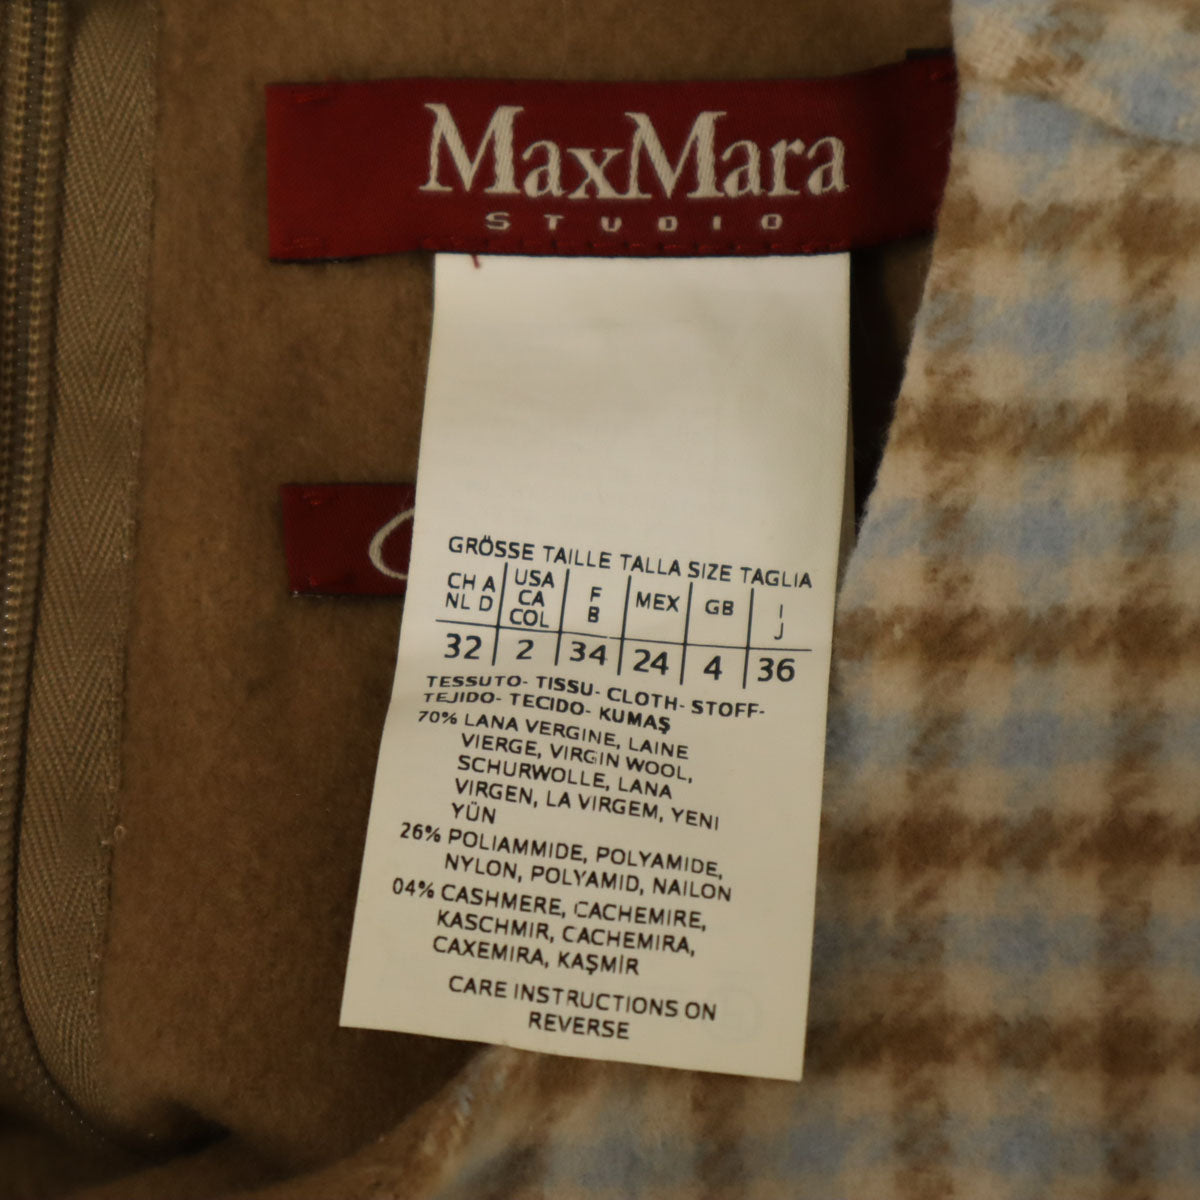 MaxMara
STUDIO
GRÖSSE TAILLE TALLA SIZE TAGLIA
CH A NL D USA CA COL F B MEX GB I J
32 2 34 24 4 36
TESSUTO- TISSU- CLOTH- STOFF-
TEJIDO- TECIDO- KUMAŞ
70% LANA VERGINE, LAINE
VIERGE, VIRGIN WOOL,
SCHURWOLLE, LANA
VIRGEN, LA VIRGEM, YENI
YÜN
26% POLIAMMIDE, POLYAMIDE,
NYLON, POLYAMID, NAILON
04% CASHMERE, CACHEMIRE,
KASCHMIR, CACHEMIRA,
CAXEMIRA, KAŞMİR
CARE INSTRUCTIONS ON
REVERSE